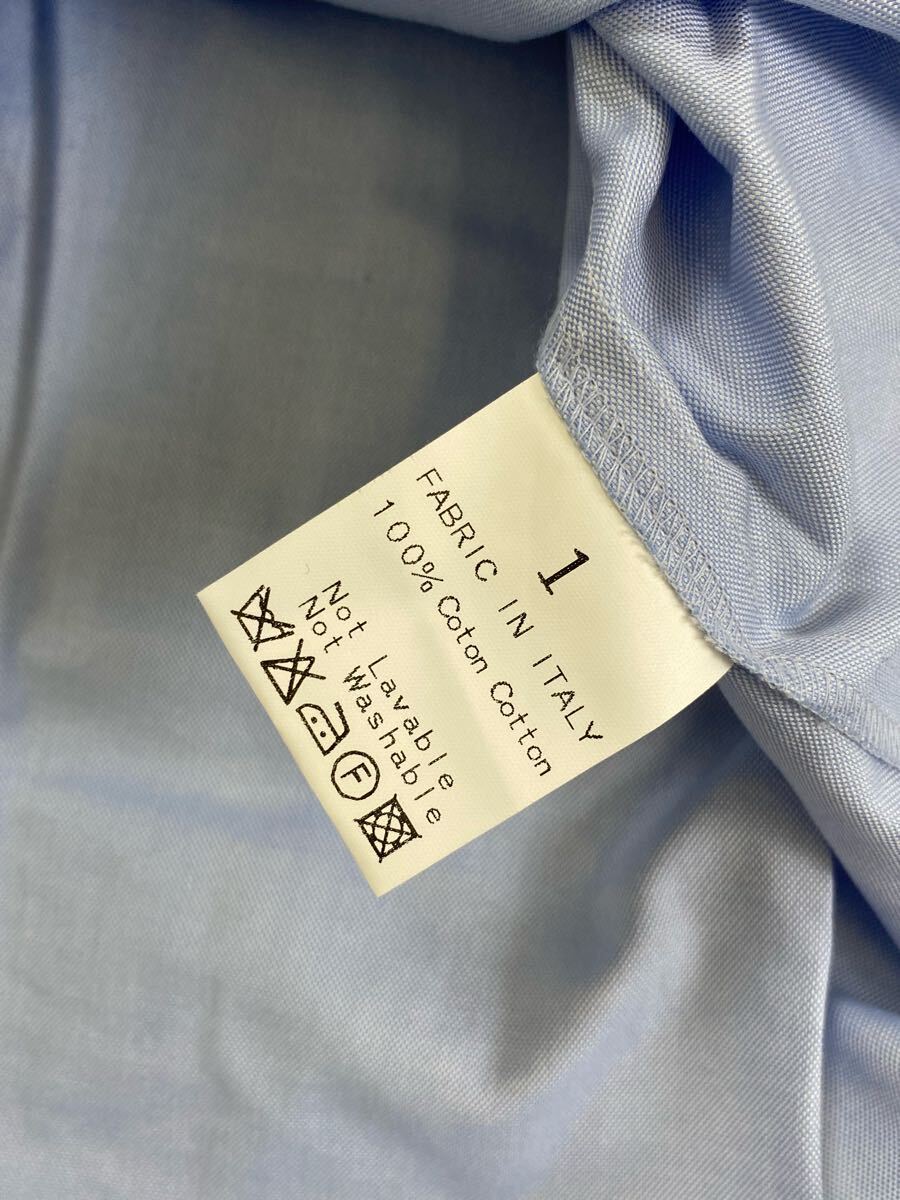 1
FABRIC IN ITALY
100% Coton Cotton
Not Lavable
Not Washable
F